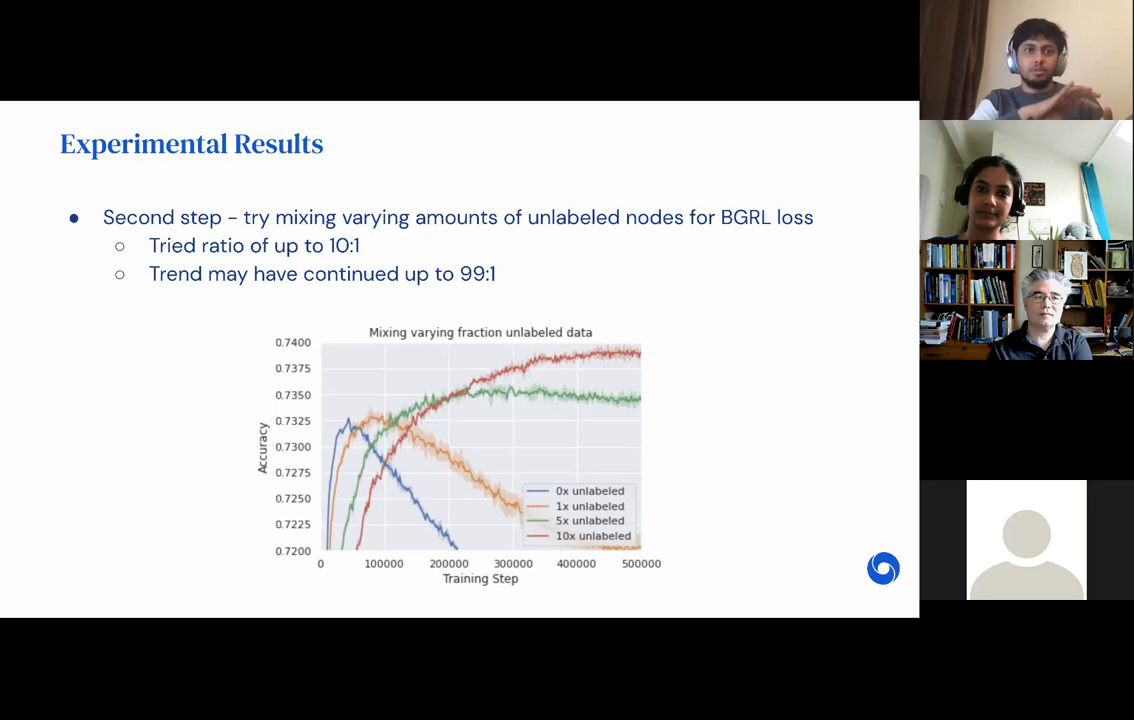 Experimental Results
● Second step - try mixing varying amounts of unlabeled nodes for BGRL loss
○ Tried ratio of up to 10:1
○ Trend may have continued up to 99:1
Mixing varying fraction unlabeled data
0.7400
0.7375
0.7350
0.7325
0.7300
0.7275
0.7250
0.7225
0.7200
Accuracy
0x unlabeled
1x unlabeled
5x unlabeled
10x unlabeled
0 100000 200000 300000 400000 500000
Training Step